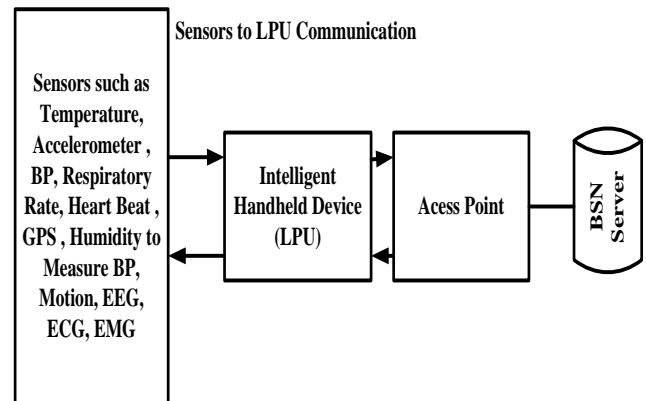 Sensors to LPU Communication
Sensors such as
Temperature,
Accelerometer ,
BP, Respiratory
Rate, Heart Beat ,
GPS , Humidity to
Measure BP,
Motion, EEG,
ECG, EMG
Intelligent
Handheld Device
(LPU)
Acess Point
BSN
Server